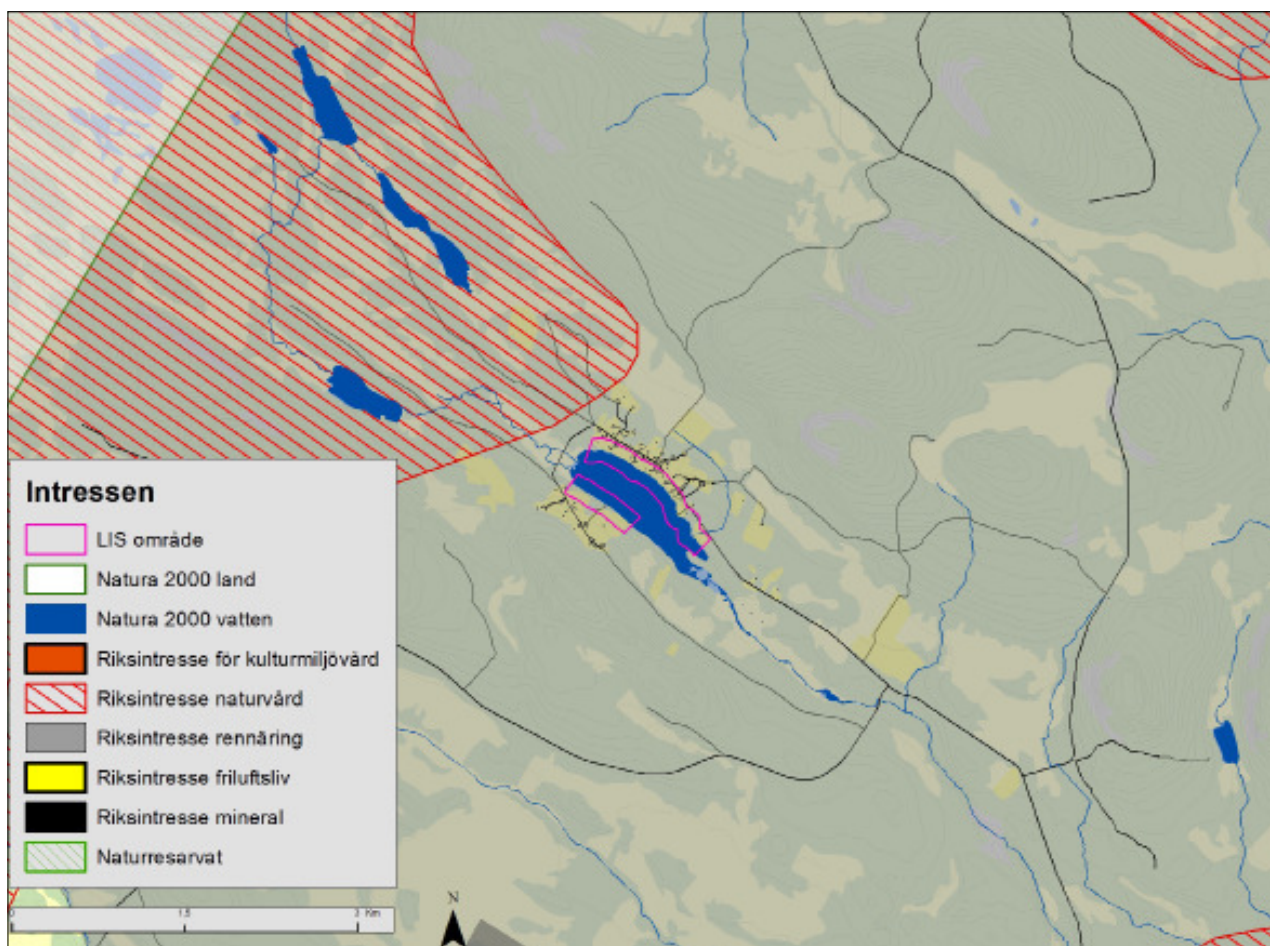 Intressen
LIS område
Natura 2000 land
Natura 2000 vatten
Riksintresse för kulturmiljövård
Riksintresse naturvård
Riksintresse rennäring
Riksintresse friluftsliv
Riksintresse mineral
Naturresarvat
0 1.5 3 Km
N